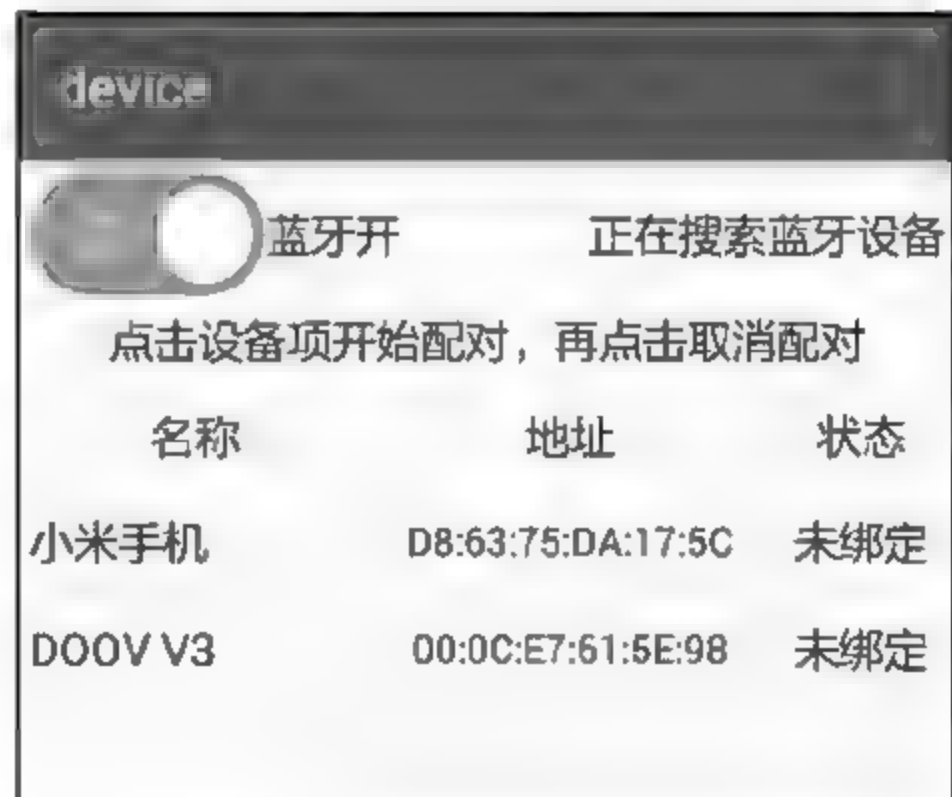 device
蓝牙开 正在搜索蓝牙设备
点击设备项开始配对，再点击取消配对
名称 地址 状态
小米手机 D8:63:75:DA:17:5C 未绑定
DOOV V3 00:0C:E7:61:5E:98 未绑定